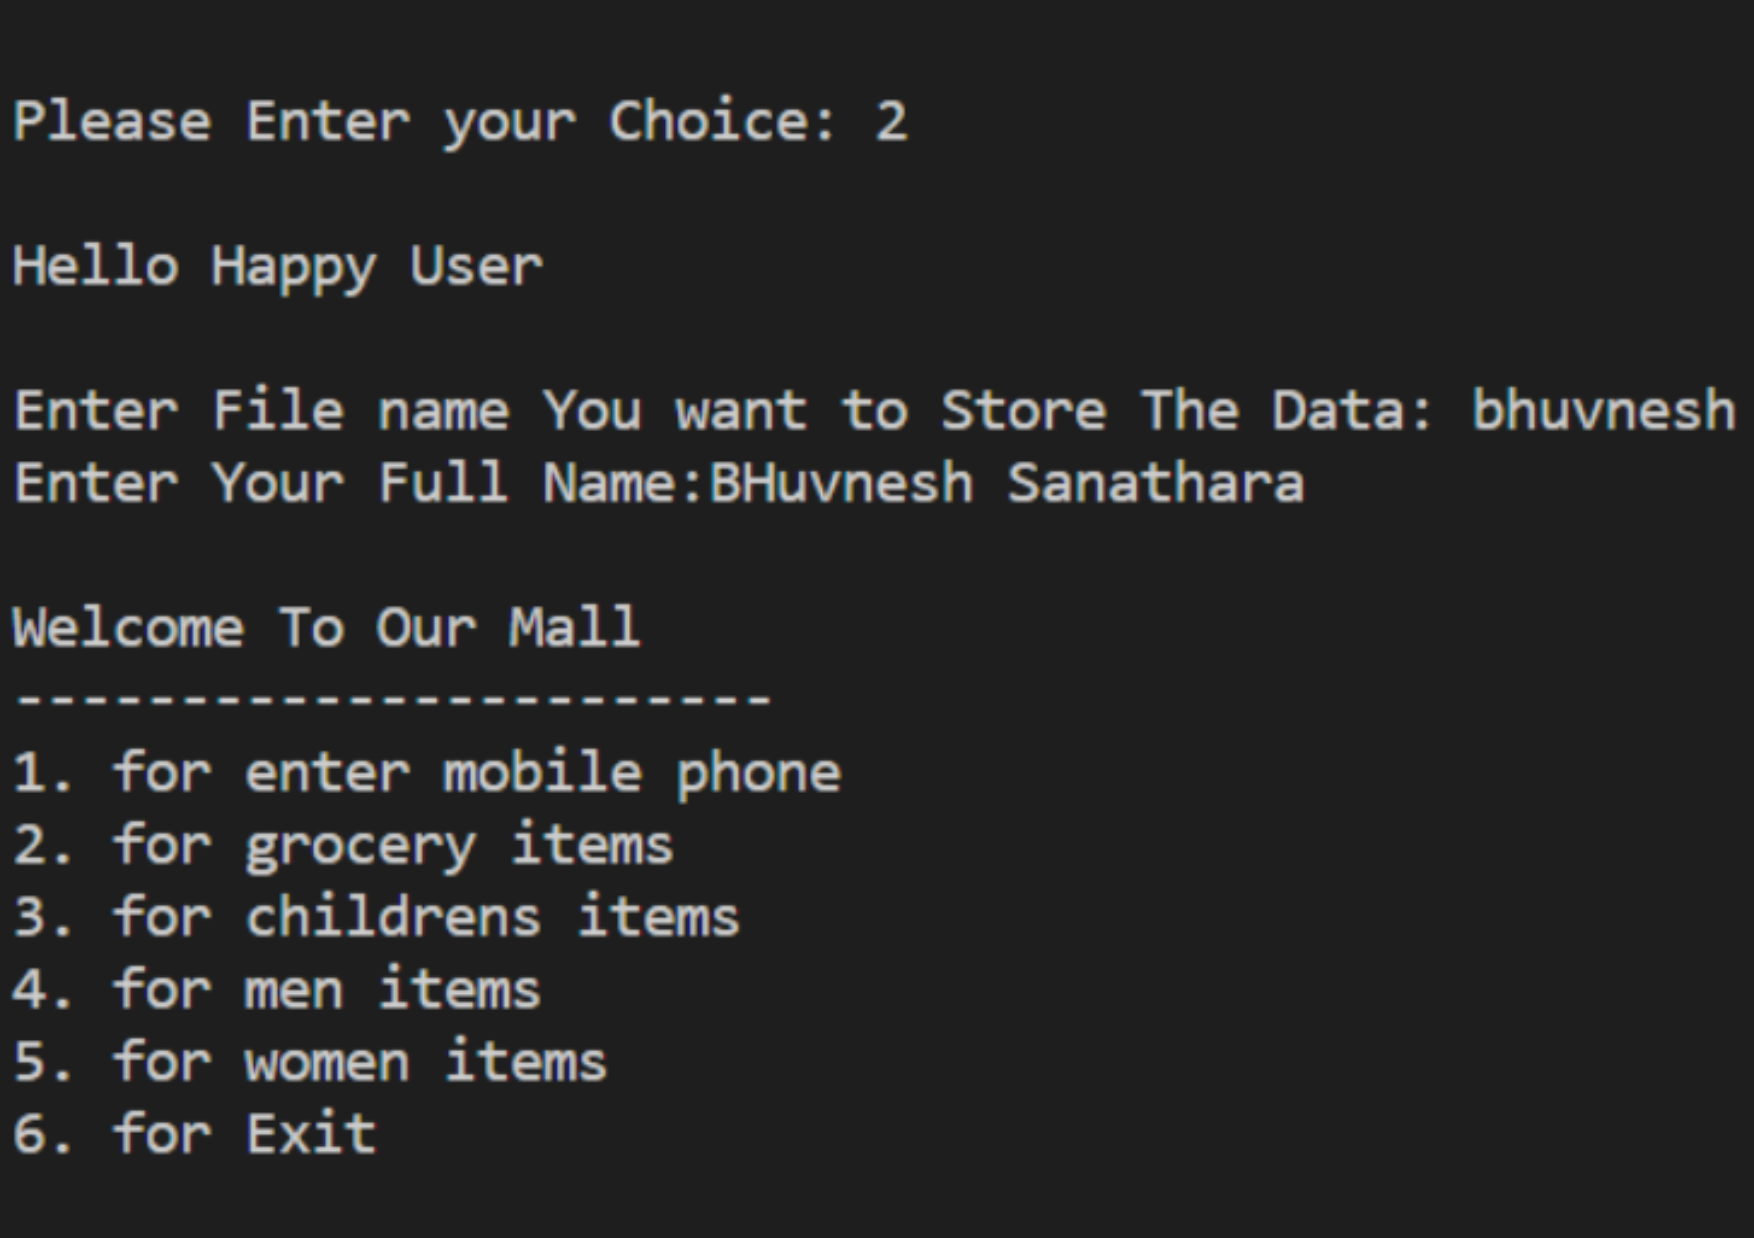 Please Enter your Choice: 2
Hello Happy User
Enter File name You want to Store The Data: bhuvnesh
Enter Your Full Name:BHuvnesh Sanathara
Welcome To Our Mall
-----------------------
1. for enter mobile phone
2. for grocery items
3. for childrens items
4. for men items
5. for women items
6. for Exit